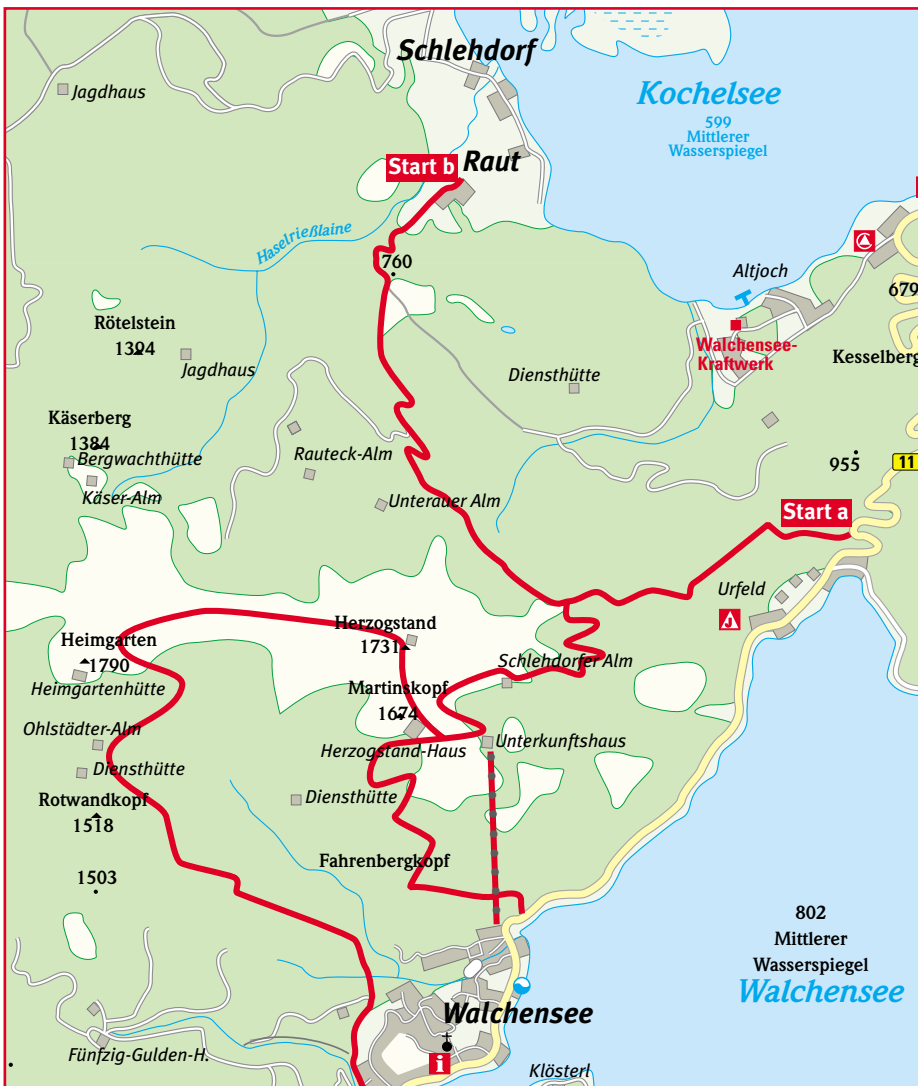 Schlehdorf
Jagdhaus
Kochelsee
599
Mittlerer
Wasserspiegel
Start b
Raut
Haselrießlaine
760
Altjoch
679
Rötelstein
1394
Jagdhaus
Walchensee-
Kraftwerk
Kesselberg
Diensthütte
Käserberg
1384
Bergwachthütte
Käser-Alm
Rauteck-Alm
Unterauer Alm
955
11
Start a
Urfeld
Herzogstand
1731
Heimgarten
1790
Heimgartenhütte
Schlehdorfer Alm
Martinskopf
1674
Ohlstädter-Alm
Herzogstand-Haus
Unterkunftshaus
Diensthütte
Rotwandkopf
1518
Diensthütte
Fahrenbergkopf
1503
802
Mittlerer
Wasserspiegel
Walchensee
Walchensee
Fünfzig-Gulden-H.
i
Klösterl